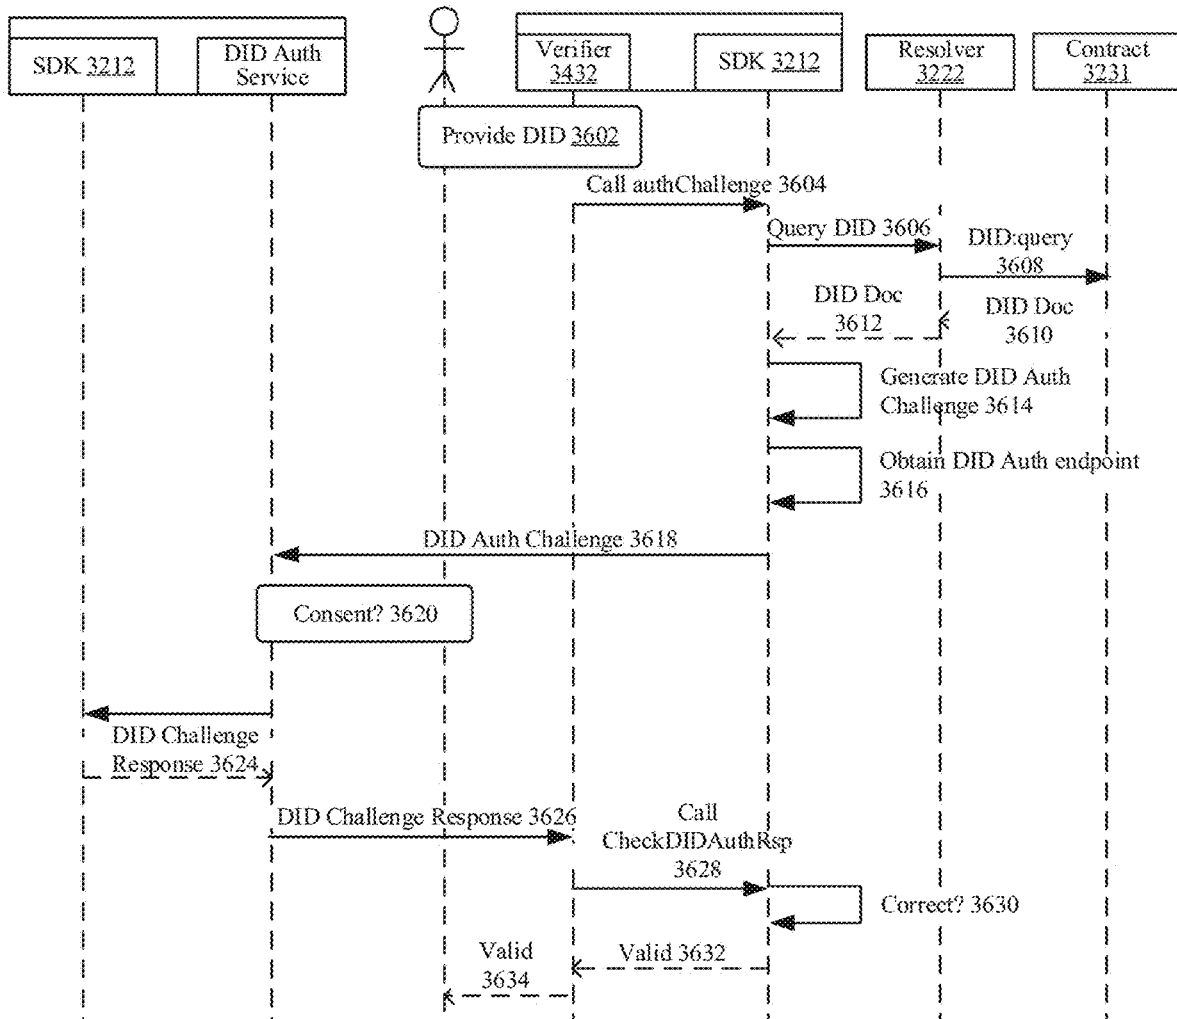 SDK 3212
DID Auth
Service
Verifier
3432
SDK 3212
Resolver
3222
Contract
3231
Provide DID 3602
Call authChallenge 3604
Query DID 3606
DID:query
3608
DID Doc
3610
DID Doc
3612
Generate DID Auth
Challenge 3614
Obtain DID Auth endpoint
3616
DID Auth Challenge 3618
Consent? 3620
DID Challenge
Response 3624
DID Challenge Response 3626
Call
CheckDIDAuthRsp
3628
Correct? 3630
Valid 3632
Valid
3634